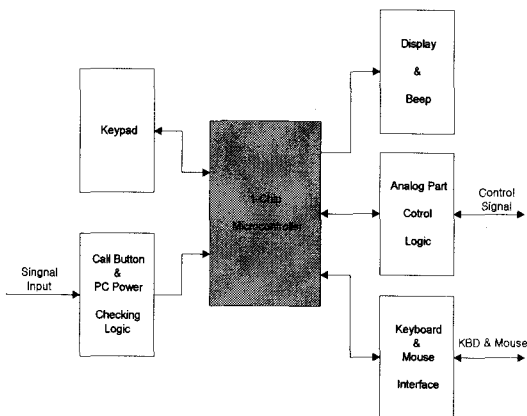 Display
&
Beep
Keypad
1-Chip
Microcontroller
Analog Part
Cotrol
Logic
Control
Signal
Singnal
Input
Call Button
&
PC Power
Checking
Logic
Keyboard
&
Mouse
Interface
KBD & Mouse